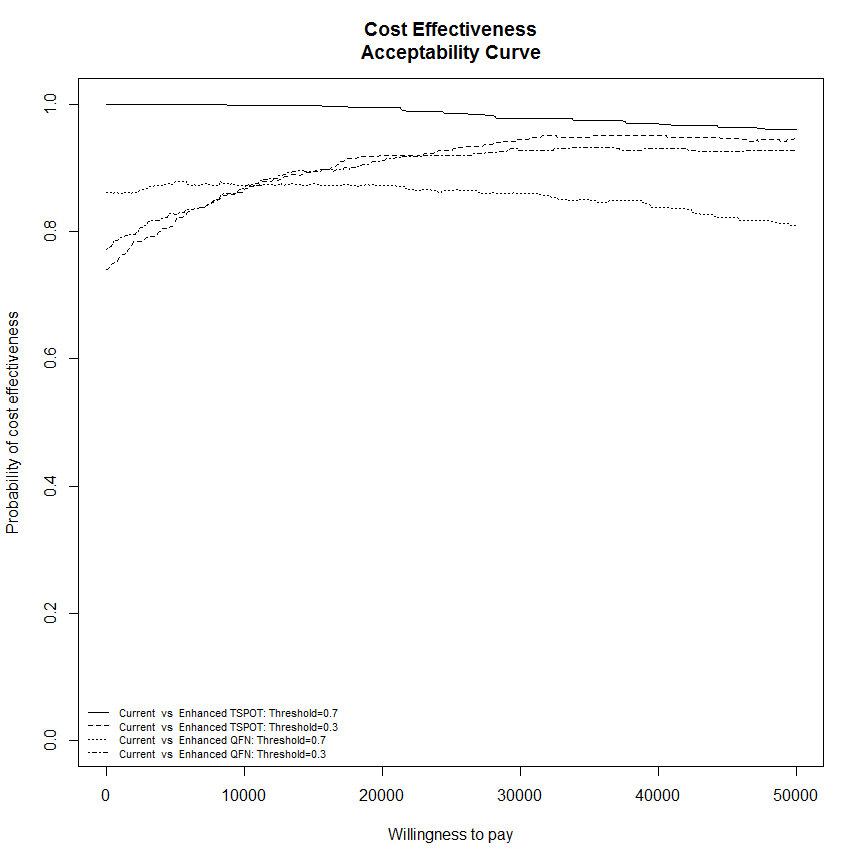 Cost Effectiveness
Acceptability Curve
Probability of cost effectiveness
1.0
0.8
0.6
0.4
0.2
0.0
Current vs Enhanced TSPOT: Threshold=0.7
Current vs Enhanced TSPOT: Threshold=0.3
Current vs Enhanced QFN: Threshold=0.7
Current vs Enhanced QFN: Threshold=0.3
0 10000 20000 30000 40000 50000
Willingness to pay